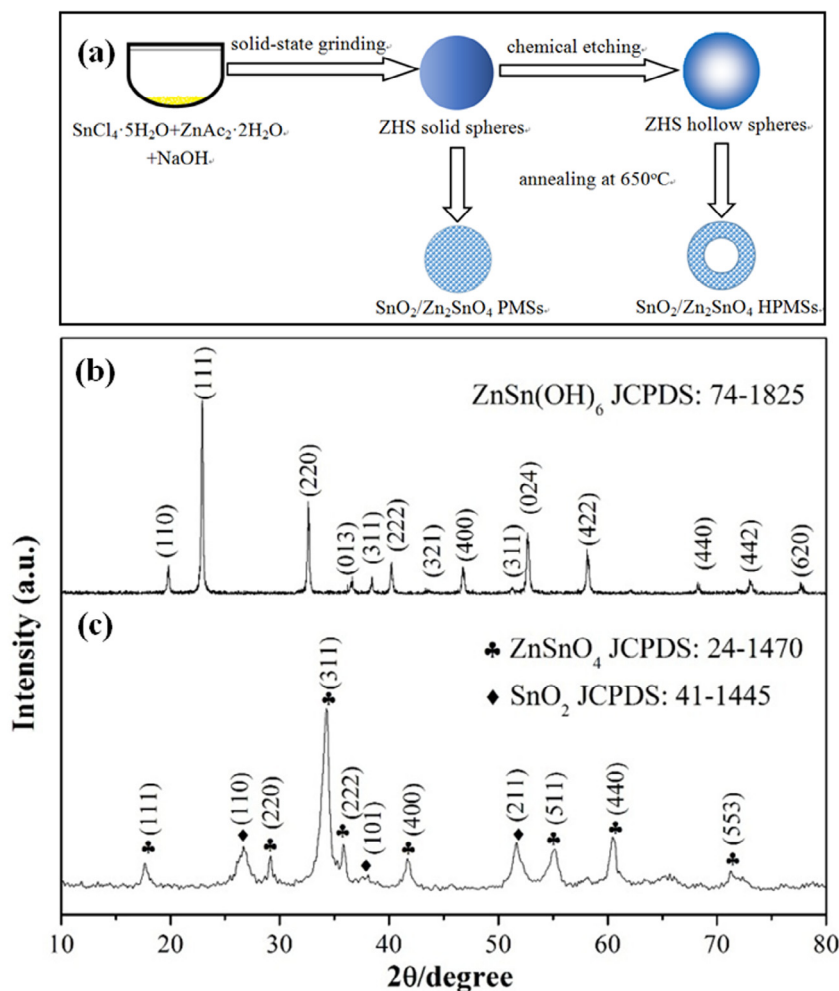 (a)
solid-state grinding
chemical etching
SnCl₄·5H₂O+ZnAc₂·2H₂O
+NaOH
ZHS solid spheres
ZHS hollow spheres
annealing at 650°C
SnO₂/Zn₂SnO₄ PMSs
SnO₂/Zn₂SnO₄ HPMSs
(b)
ZnSn(OH)₆ JCPDS: 74-1825
(110)
(111)
(220)
(013)
(311)
(222)
(321)
(400)
(311)
(024)
(422)
(440)
(442)
(620)
(c)
♣ ZnSnO₄ JCPDS: 24-1470
♦ SnO₂ JCPDS: 41-1445
(111)
(110)
(220)
(311)
(222)
(101)
(400)
(211)
(511)
(440)
(553)
Intensity (a.u.)
10 20 30 40 50 60 70 80
2θ/degree